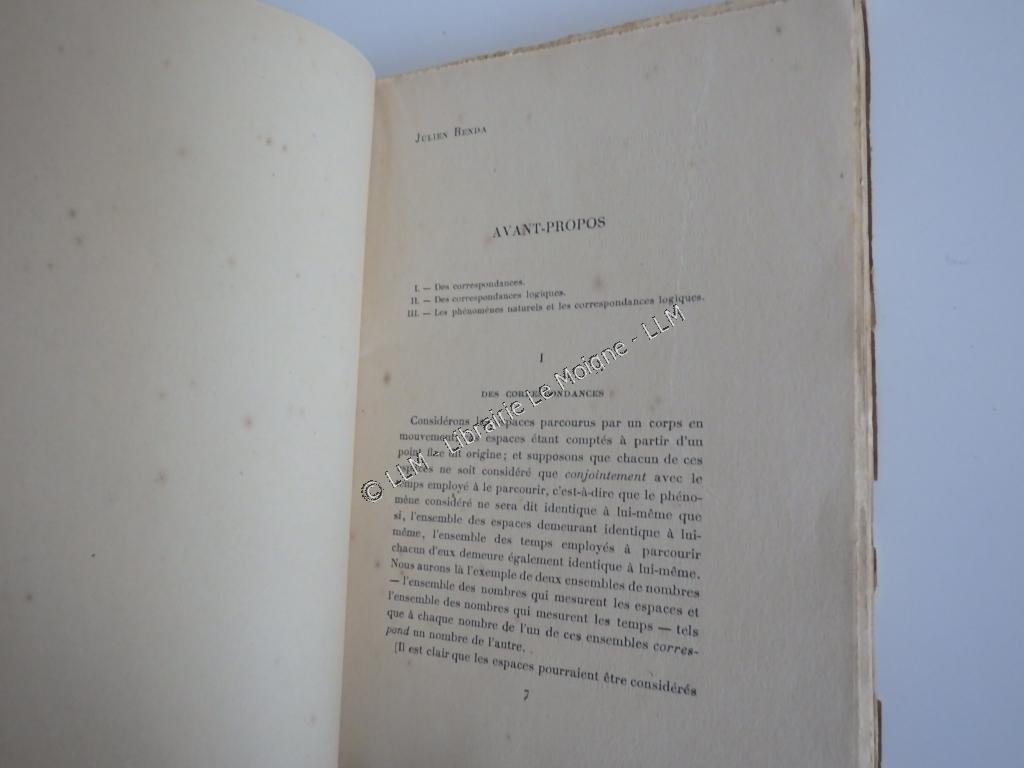 Julien Benda
AVANT-PROPOS
I. — Des correspondances.
II. — Des correspondances logiques.
III. — Les phénomènes naturels et les correspondances logiques.
I
DES CORRESPONDANCES
Considérons les espaces parcourus par un corps en
mouvement, les espaces étant comptés à partir d'un
point fixe ou origine; et supposons que chacun de ces
espaces ne soit considéré que conjointement avec le
temps employé à le parcourir, c'est-à-dire que le phéno-
mène considéré ne sera dit identique à lui-même que
si, l'ensemble des espaces demeurant identique à lui-
même, l'ensemble des temps employés à parcourir
chacun d'eux demeure également identique à lui-même.
Nous aurons là l'exemple de deux ensembles de nombres
— l'ensemble des nombres qui mesurent les espaces et
l'ensemble des nombres qui mesurent les temps — tels
que à chaque nombre de l'un de ces ensembles corres-
pond un nombre de l'autre.
[Il est clair que les espaces pourraient être considérés
7
© LLM - Librairie Le Moigne - LLM